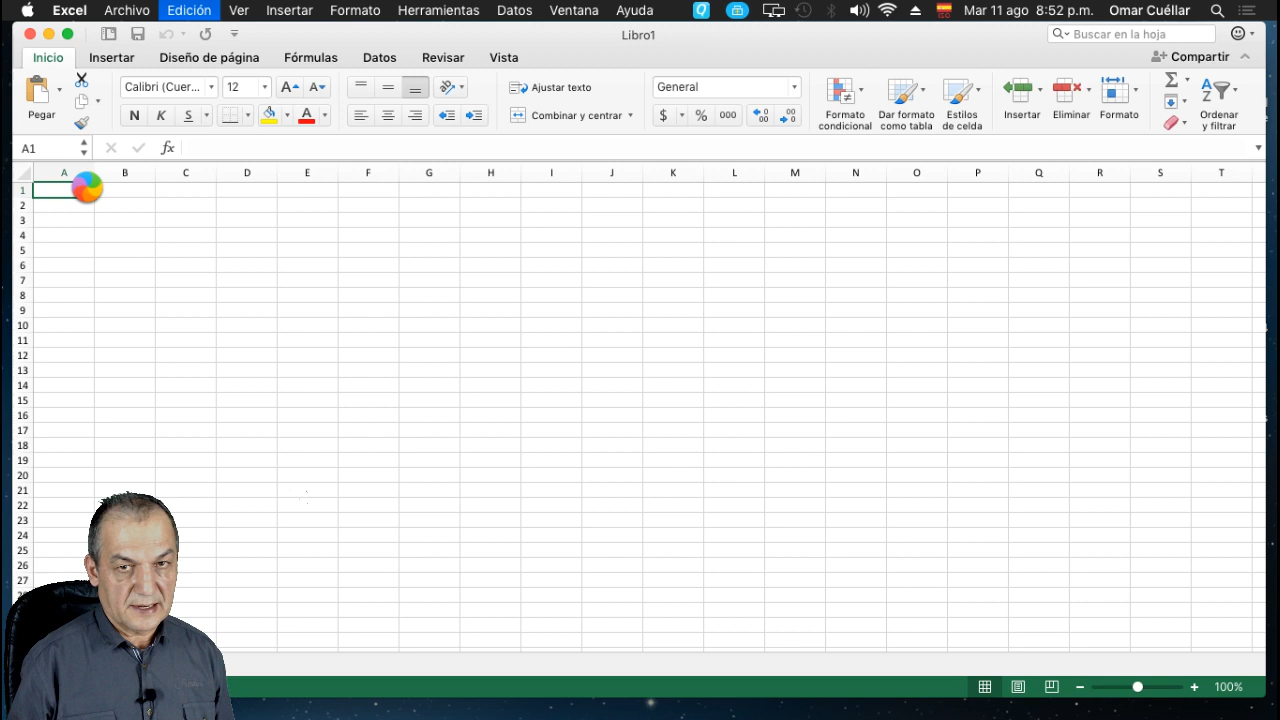 Excel Archivo Edición Ver Insertar Formato Herramientas Datos Ventana Ayuda Q ISO Mar 11 ago 8:52 p.m. Omar Cuéllar
Libro1 Buscar en la hoja
Inicio Insertar Diseño de página Fórmulas Datos Revisar Vista Compartir
Pegar
Calibri (Cuer... 12 A A
N K S A
Ajustar texto
Combinar y centrar
General
$ % 000
Formato condicional
Dar formato como tabla
Estilos de celda
Insertar Eliminar Formato
Ordenar y filtrar
A1 fx
A B C D E F G H I J K L M N O P Q R S T
1
2
3
4
5
6
7
8
9
10
11
12
13
14
15
16
17
18
19
20
21
22
23
24
25
26
27
100%